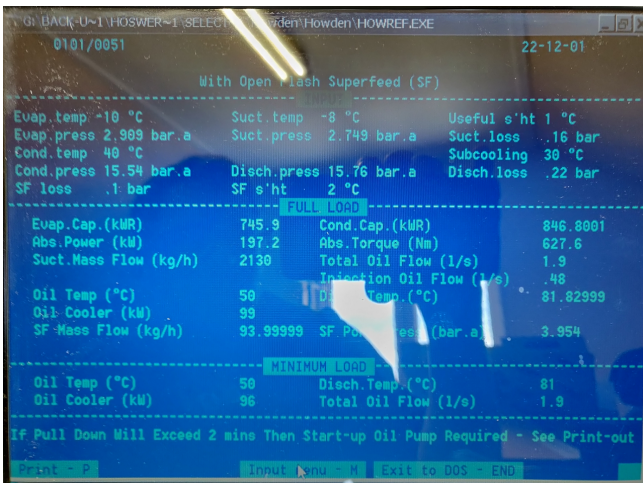 G: BACK-U~1\HOSWER~1\SELECT den\Howden\HOWREF.EXE
0101/0051 22-12-01
With Open Flash Superfeed (SF)
INPUT
Evap.temp -10 °C Suct.temp -8 °C Useful s'ht 1 °C
Evap.press 2.909 bar.a Suct.press 2.749 bar.a Suct.loss .16 bar
Cond.temp 40 °C Subcooling 30 °C
Cond.press 15.54 bar.a Disch.press 15.76 bar.a Disch.loss .22 bar
SF loss .1 bar SF s'ht 2 °C
FULL LOAD
Evap.Cap.(kWR) 745.9 Cond.Cap.(kWR) 846.8001
Abs.Power (kW) 197.2 Abs.Torque (Nm) 627.6
Suct.Mass Flow (kg/h) 2130 Total Oil Flow (l/s) 1.9
Injection Oil Flow (l/s) .48
Oil Temp (°C) 50 Temp.(°C) 81.82999
Oil Cooler (kW) 99
SF Mass Flow (kg/h) 93.99999 SF (bar.a) 3.954
MINIMUM LOAD
Oil Temp (°C) 50 Disch.Temp.(°C) 81
Oil Cooler (kW) 96 Total Oil Flow (l/s) 1.9
If Pull Down Will Exceed 2 mins Then Start-up Oil Pump Required - See Print-out
Print - P Input Menu - M Exit to DOS - END